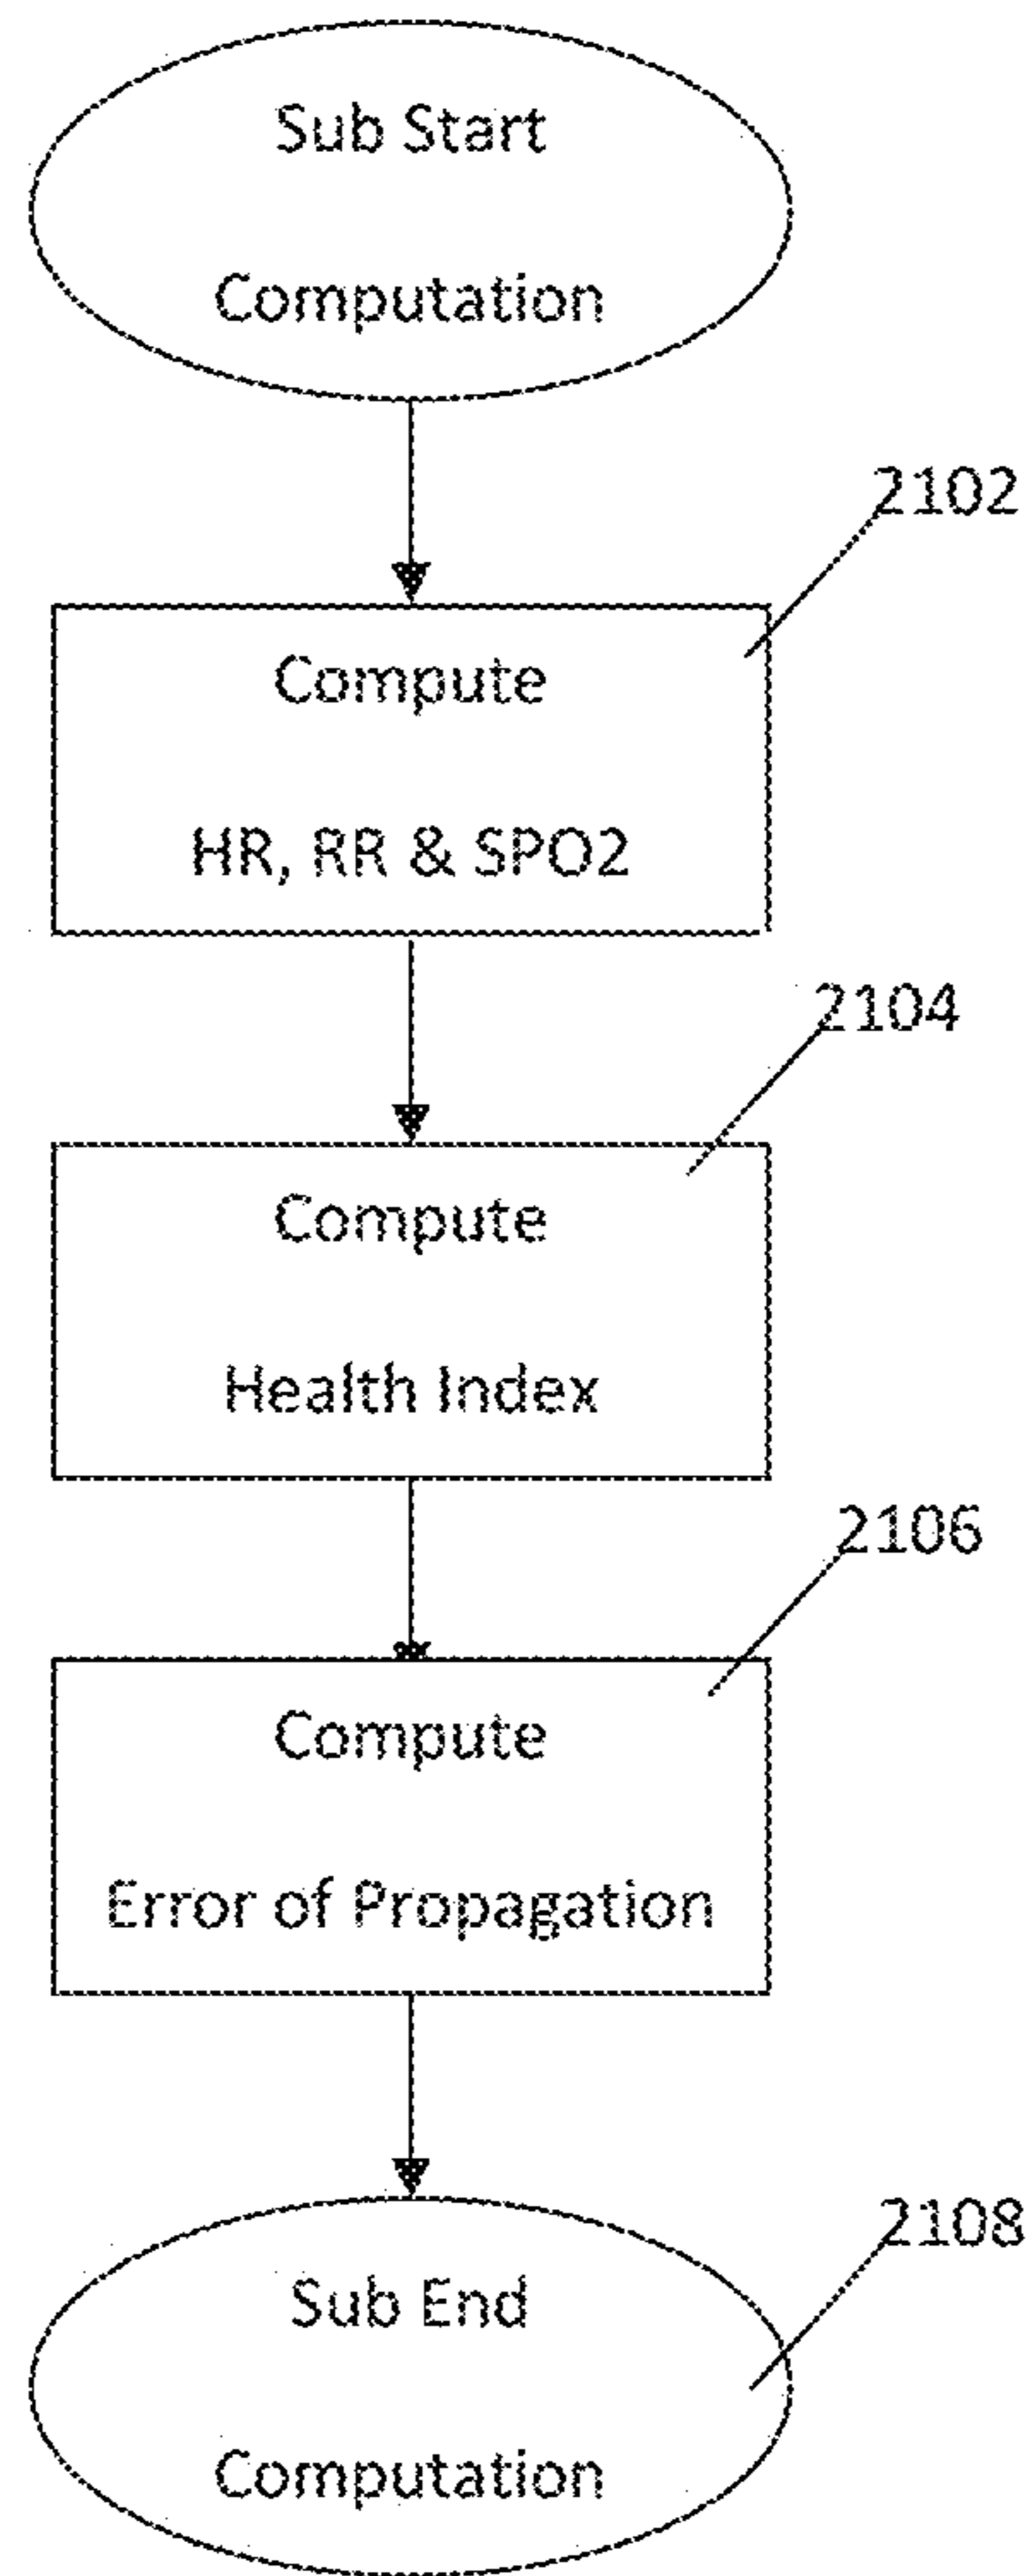 Sub Start
Computation
2102
Compute
HR, RR & SPO2
2104
Compute
Health Index
2106
Compute
Error of Propagation
2108
Sub End
Computation